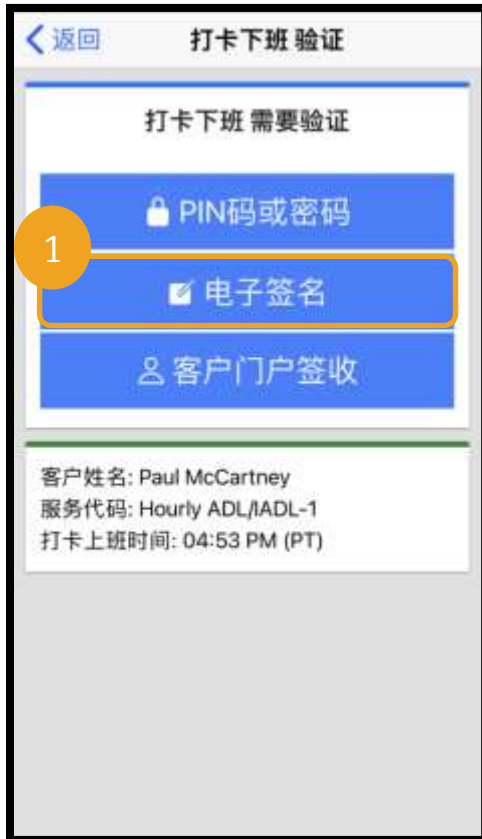 返回 打卡下班 验证
打卡下班 需要验证
PIN码或密码
1
电子签名
客户门户签收
客户姓名: Paul McCartney
服务代码: Hourly ADL/IADL-1
打卡上班时间: 04:53 PM (PT)